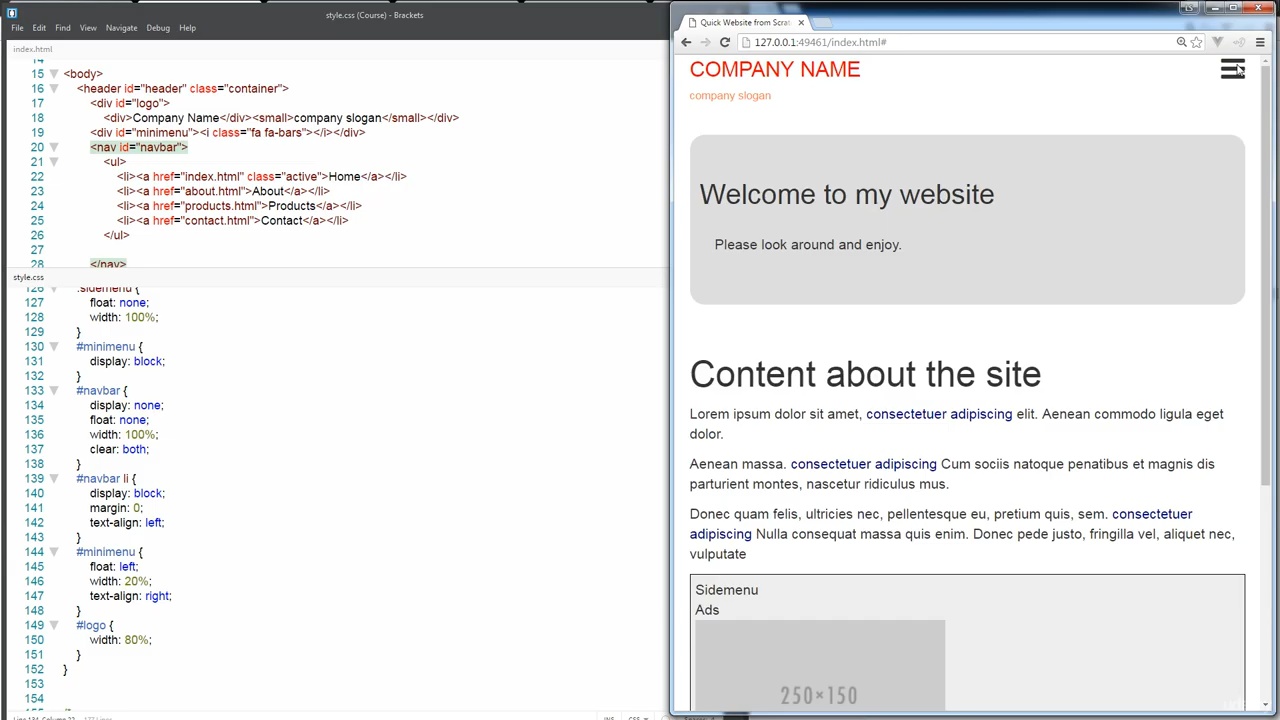 style.css (Course) - Brackets
File Edit Find View Navigate Debug Help
index.html
14
15 <body>
16 <header id="header" class="container">
17 <div id="logo">
18 <div>Company Name</div><small>company slogan</small></div>
19 <div id="minimenu"><i class="fa fa-bars"></i></div>
20 <nav id="navbar">
21 <ul>
22 <li><a href="index.html" class="active">Home</a></li>
23 <li><a href="about.html">About</a></li>
24 <li><a href="products.html">Products</a></li>
25 <li><a href="contact.html">Contact</a></li>
26 </ul>
27
28 </nav>
style.css
126 .sidemenu {
127 float: none;
128 width: 100%;
129 }
130 #minimenu {
131 display: block;
132 }
133 #navbar {
134 display: none;
135 float: none;
136 width: 100%;
137 clear: both;
138 }
139 #navbar li {
140 display: block;
141 margin: 0;
142 text-align: left;
143 }
144 #minimenu {
145 float: left;
146 width: 20%;
147 text-align: right;
148 }
149 #logo {
150 width: 80%;
151 }
152 }
153
154
Quick Website from Scrat
127.0.0.1:49461/index.html#
COMPANY NAME
company slogan
Welcome to my website
Please look around and enjoy.
Content about the site
Lorem ipsum dolor sit amet, consectetuer adipiscing elit. Aenean commodo ligula eget
dolor.
Aenean massa. consectetuer adipiscing Cum sociis natoque penatibus et magnis dis
parturient montes, nascetur ridiculus mus.
Donec quam felis, ultricies nec, pellentesque eu, pretium quis, sem. consectetuer
adipiscing Nulla consequat massa quis enim. Donec pede justo, fringilla vel, aliquet nec,
vulputate
Sidemenu
Ads
250×150